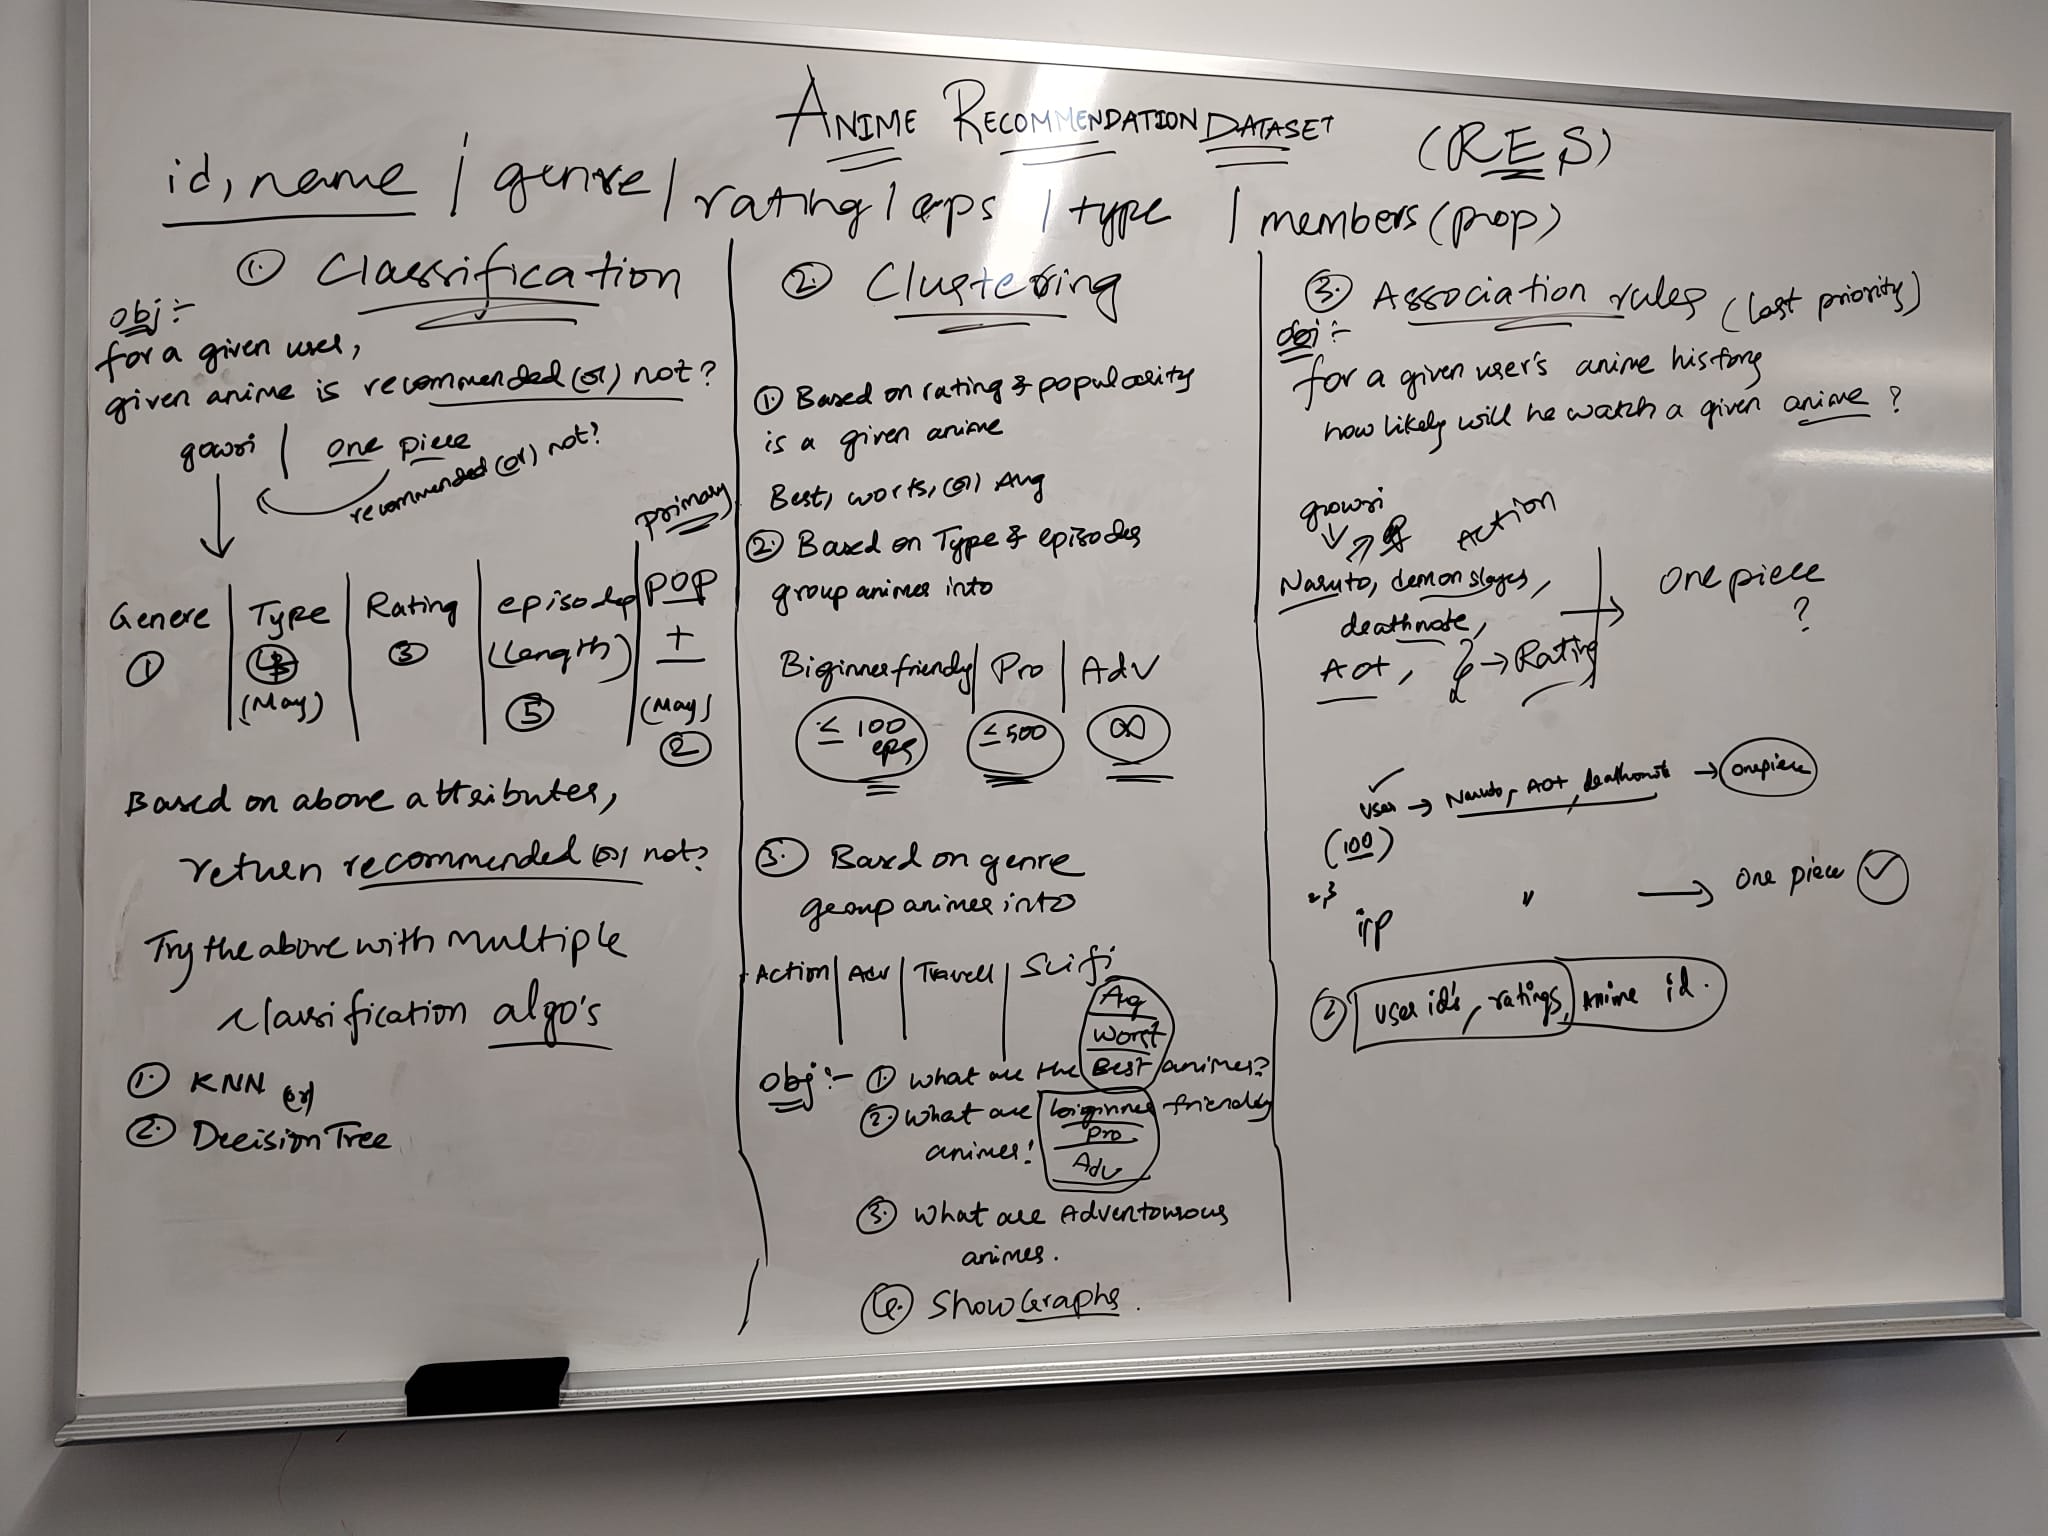 ANIME RECOMMENDATION DATASET
(RES)
id, name | genre | rating | eps | type | members (pop)
① Classification
obj :-
for a given user,
given anime is recommended (or) not?
gowri | one piece
recommended (or) not?
primary
Genere | Type | Rating | episodes | POP
(Length) +
① ④ ③
(May) (May)
⑤ ②
Based on above attributes,
return recommended (or) not?
Try the above with multiple
classification algo's
① KNN (or)
② Decision Tree
② Clustering
① Based on rating & popularity
is a given anime
Best, worts, (or) Avg
② Based on Type & episodes
group animes into
Biginner friendly | Pro | Adv
≤ 100 eps ≤ 500 ∞
③ Based on genre
group animes into
Action | Adv | Travell | Scifi
Avg
Worst
obj :- ① What are the Best animes?
② What are biginner friendly
Pro
animes!
Adv
③ What are Adventourous
animes.
④ Show Graphs.
③ Association rules (last priority)
obj :-
for a given user's anime history
how likely will he watch a given anime?
gowri
Action
Naruto, demon slayer,
deathnote,
Aot, → Rating
→ One piece
?
user → Naruto, AOT, deathnote → onepiece
(100)
2,3
irp " → One piece ✓
② user id's, ratings, Anime id.